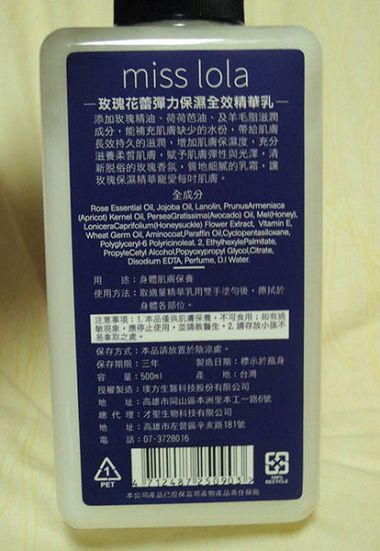 miss lola
玫瑰花蕾彈力保濕全效精華乳
添加玫瑰精油、荷荷芭油、及羊毛脂滋潤
成分，能補充肌膚缺少的水份，帶給肌膚
長效持久的滋潤，增加肌膚保濕度，充分
滋養柔皙肌膚，賦予肌膚彈性與光澤，清
新脫俗的玫瑰香氛，質地細膩的乳霜，讓
玫瑰保濕精華寵愛每吋肌膚。
全成分
Rose Essential Oil, Jojoba Oil, Lanolin, PrunusArmeniaca
(Apricot) Kernel Oil, PerseaGratissima(Avocado) Oil, Mel(Honey),
LoniceraCaprifolium(Honeysuckle) Flower Extract, Vitamin E,
Wheat Germ Oil, Aminocoat,Paraffin Oil,Cyclopentasiloxane,
Polyglyceryl-6 Polyricinoleat. 2, EthylhexylePalmitate,
PropyleCetyl Alcohol,Popyoxypropyl Glycol,Citrate,
Disodium EDTA, Perfume, D.I Water.
用 途：身體肌膚保養
使用方法：取適量精華乳用雙手塗勻後，擦拭於
身體各部位。
注意事項：1.本品僅供肌膚使用，不可食用；如有過
敏現象，應停止使用，並請教醫生。2.請存放小孩不
易拿取之處。
保存方式：本品請放置於陰涼處。
保存期限：三年 製造日期：標示於瓶身
容 量：500ml 產 地：台灣
授權製造：璞方生醫科技股份有限公司
地 址：高雄市岡山區本洲里本工一路6號
總 代 理：才聖生物科技有限公司
地 址：高雄市左營區辛亥路181號
電 話：07-3728016
1
PET
4 712487 250903
100%
RECYCLE
本公司產品已投保富邦產物產品責任保險